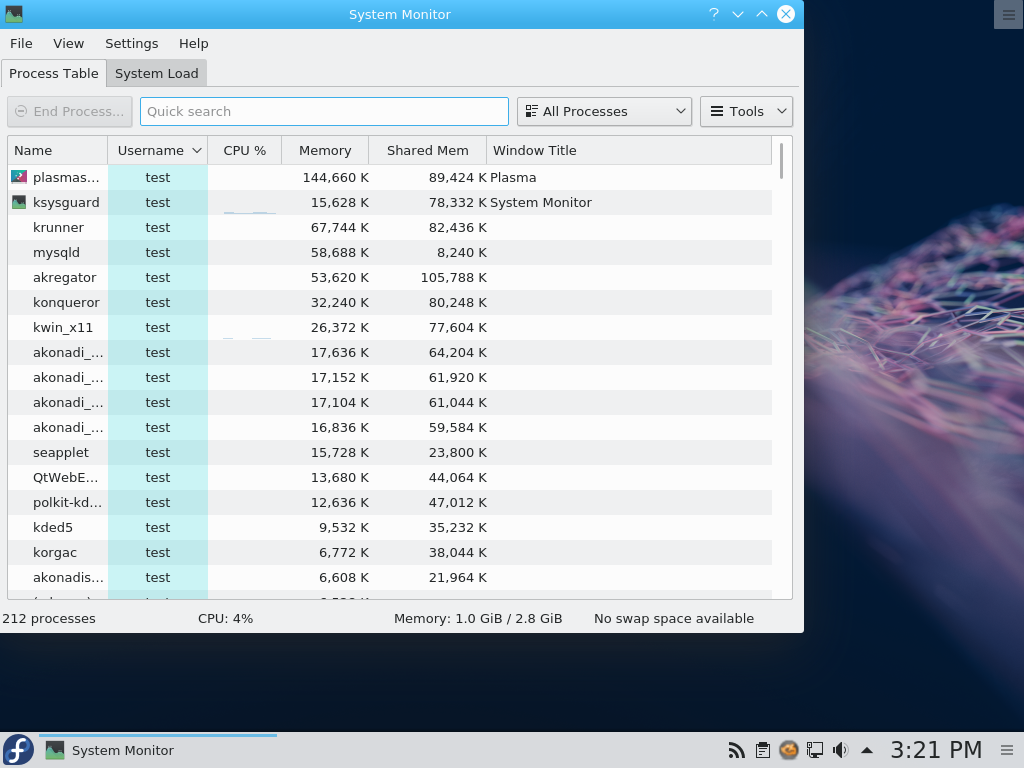 System Monitor
File View Settings Help
Process Table System Load
End Process... Quick search All Processes Tools
Name Username CPU % Memory Shared Mem Window Title
plasmas... test 144,660 K 89,424 K Plasma
ksysguard test 15,628 K 78,332 K System Monitor
krunner test 67,744 K 82,436 K
mysqld test 58,688 K 8,240 K
akregator test 53,620 K 105,788 K
konqueror test 32,240 K 80,248 K
kwin_x11 test 26,372 K 77,604 K
akonadi_... test 17,636 K 64,204 K
akonadi_... test 17,152 K 61,920 K
akonadi_... test 17,104 K 61,044 K
akonadi_... test 16,836 K 59,584 K
seapplet test 15,728 K 23,800 K
QtWebE... test 13,680 K 44,064 K
polkit-kd... test 12,636 K 47,012 K
kded5 test 9,532 K 35,232 K
korgac test 6,772 K 38,044 K
akonadis... test 6,608 K 21,964 K
212 processes CPU: 4% Memory: 1.0 GiB / 2.8 GiB No swap space available
System Monitor 3:21 PM